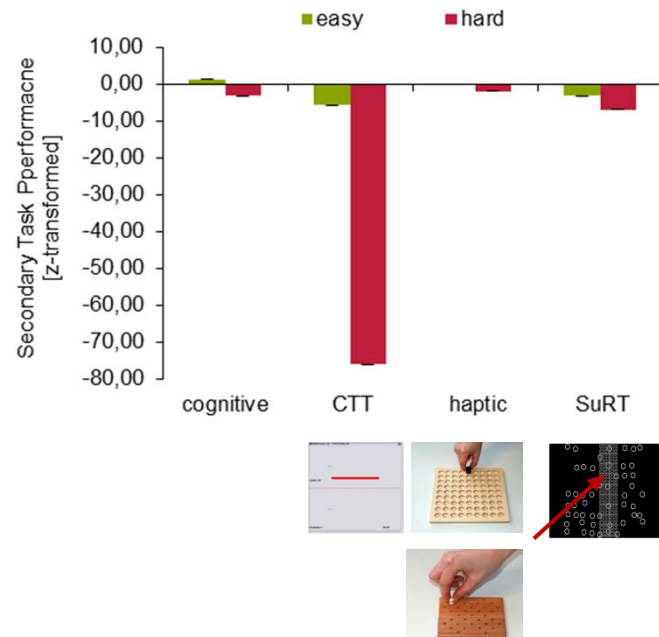 easy hard
Secondary Task Pperformacne
[z-transformed]
10,00
0,00
-10,00
-20,00
-30,00
-40,00
-50,00
-60,00
-70,00
-80,00
cognitive CTT haptic SuRT